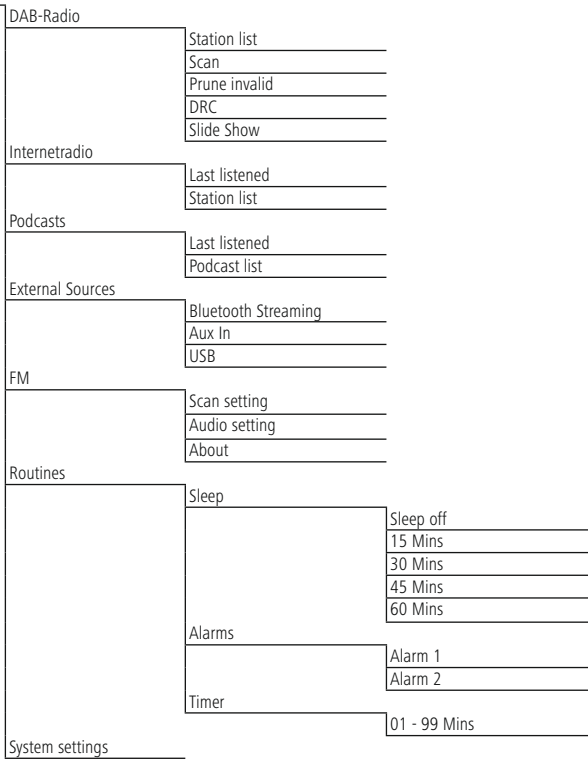 DAB-Radio
Station list
Scan
Prune invalid
DRC
Slide Show
Internetradio
Last listened
Station list
Podcasts
Last listened
Podcast list
External Sources
Bluetooth Streaming
Aux In
USB
FM
Scan setting
Audio setting
About
Routines
Sleep
Sleep off
15 Mins
30 Mins
45 Mins
60 Mins
Alarms
Alarm 1
Alarm 2
Timer
01 - 99 Mins
System settings